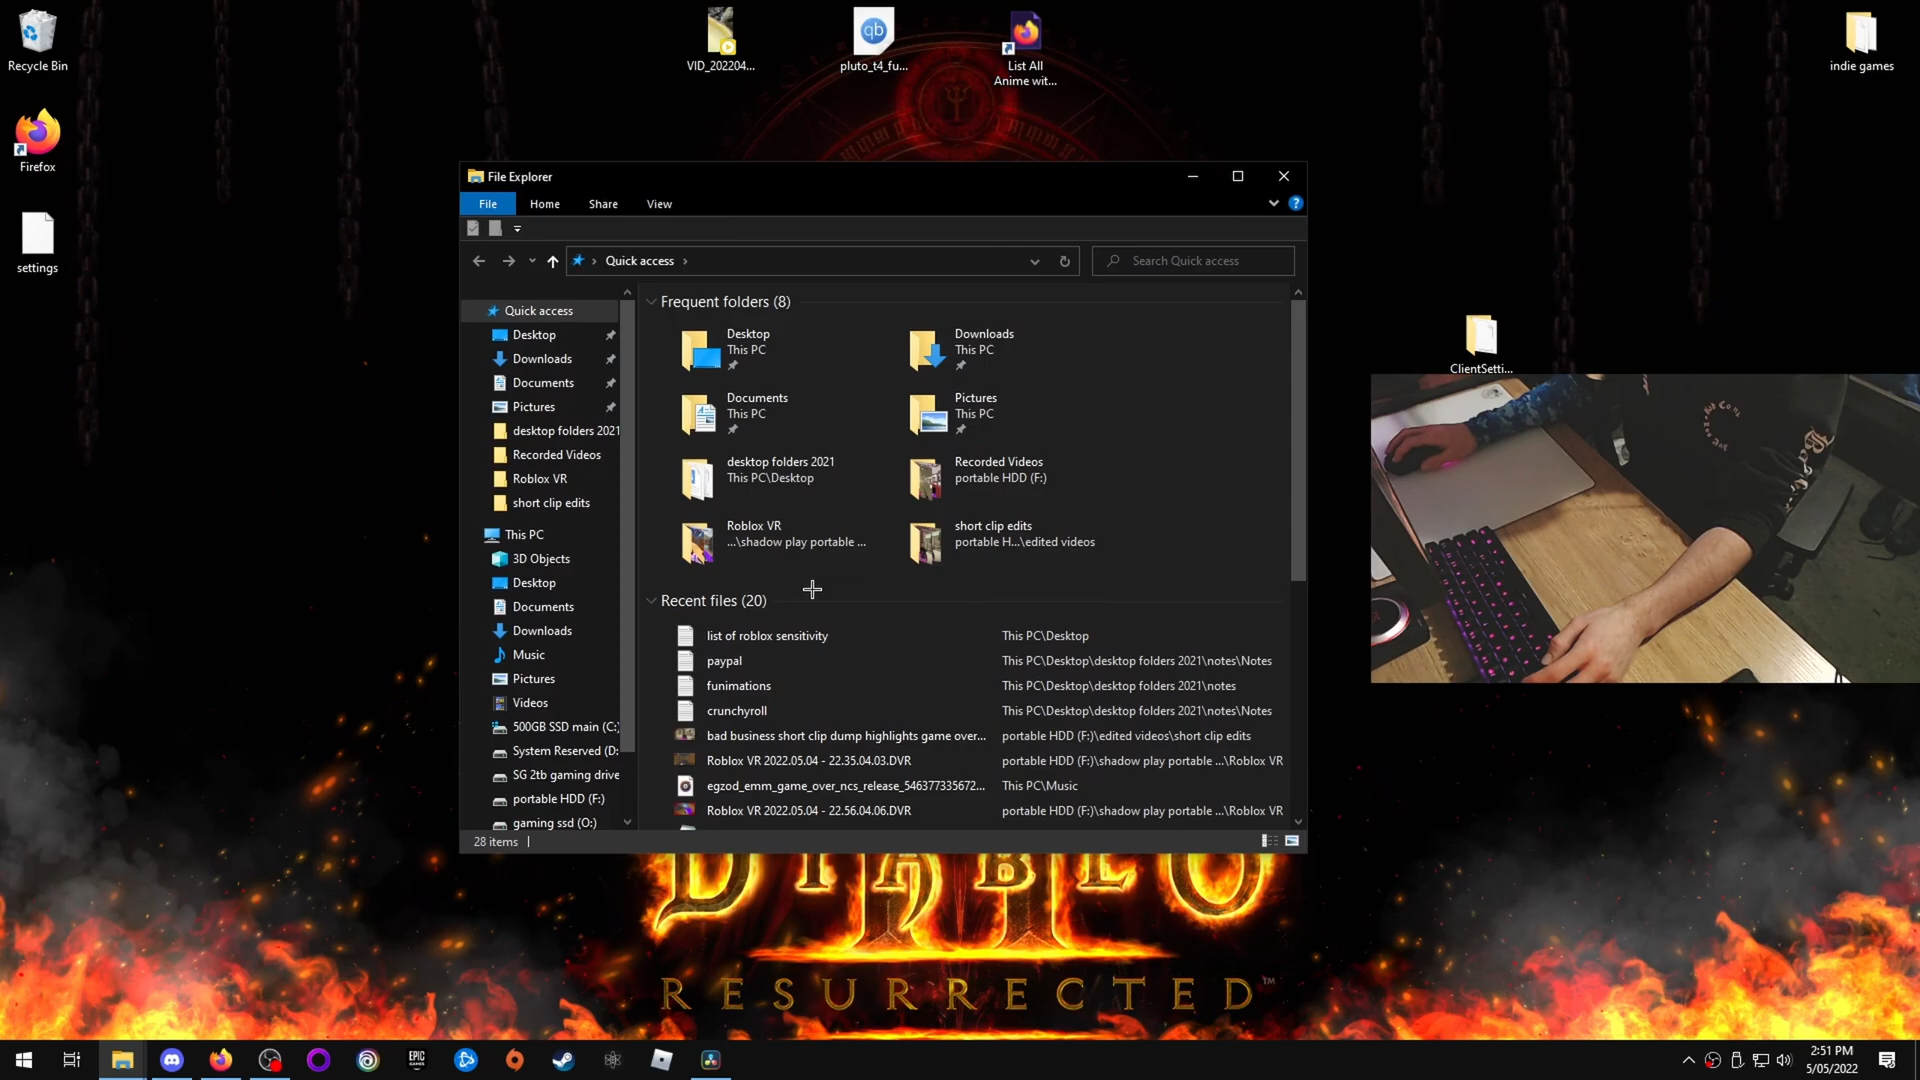 Recycle Bin
VID_202204...
pluto_t4_fu...
List All
Anime wit...
indie games
Firefox
settings
ClientSetti...
File Explorer
File
Home
Share
View
Quick access
Search Quick access
Quick access
Desktop
Downloads
Documents
Pictures
desktop folders 2021
Recorded Videos
Roblox VR
short clip edits
This PC
3D Objects
Desktop
Documents
Downloads
Music
Pictures
Videos
500GB SSD main (C:)
System Reserved (D:
SG 2tb gaming drive
portable HDD (F:)
gaming ssd (O:)
Frequent folders (8)
Desktop
This PC
Downloads
This PC
Documents
This PC
Pictures
This PC
desktop folders 2021
This PC\Desktop
Recorded Videos
portable HDD (F:)
Roblox VR
...\shadow play portable ...
short clip edits
portable H...\edited videos
Recent files (20)
list of roblox sensitivity This PC\Desktop
paypal This PC\Desktop\desktop folders 2021\notes\Notes
funimations This PC\Desktop\desktop folders 2021\notes
crunchyroll This PC\Desktop\desktop folders 2021\notes\Notes
bad business short clip dump highlights game over... portable HDD (F:)\edited videos\short clip edits
Roblox VR 2022.05.04 - 22.35.04.03.DVR portable HDD (F:)\shadow play portable ...\Roblox VR
egzod_emm_game_over_ncs_release_546377335672... This PC\Music
Roblox VR 2022.05.04 - 22.56.04.06.DVR portable HDD (F:)\shadow play portable ...\Roblox VR
28 items
DIABLO
II
RESURRECTED™
EPIC
GAMES
2:51 PM
5/05/2022